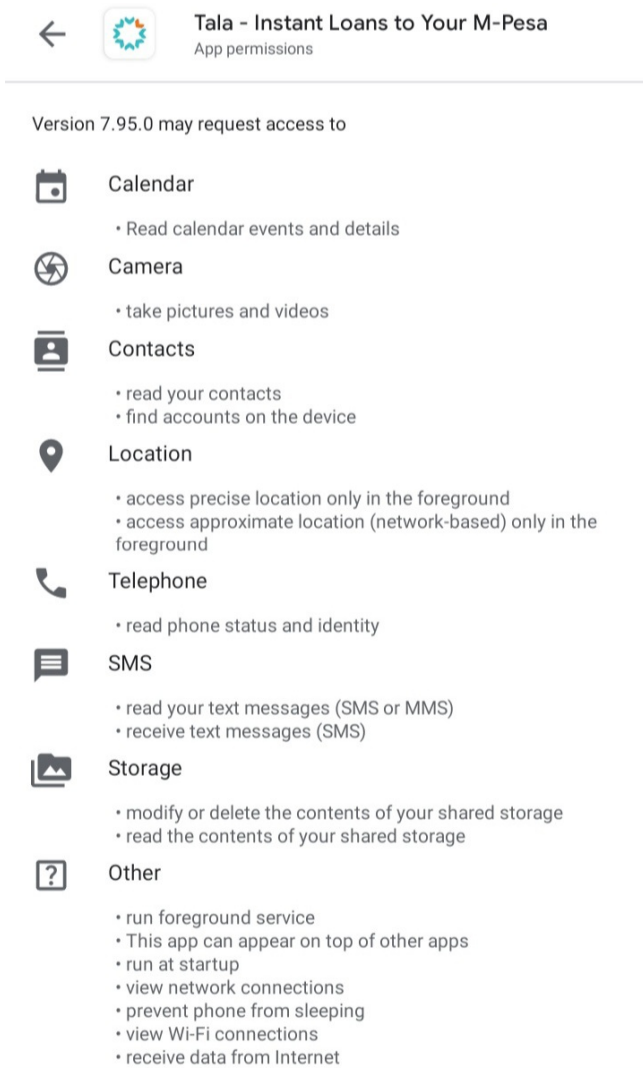 Tala - Instant Loans to Your M-Pesa
App permissions
Version 7.95.0 may request access to
Calendar
• Read calendar events and details
Camera
• take pictures and videos
Contacts
• read your contacts
• find accounts on the device
Location
• access precise location only in the foreground
• access approximate location (network-based) only in the
foreground
Telephone
• read phone status and identity
SMS
• read your text messages (SMS or MMS)
• receive text messages (SMS)
Storage
• modify or delete the contents of your shared storage
• read the contents of your shared storage
Other
• run foreground service
• This app can appear on top of other apps
• run at startup
• view network connections
• prevent phone from sleeping
• view Wi-Fi connections
• receive data from Internet